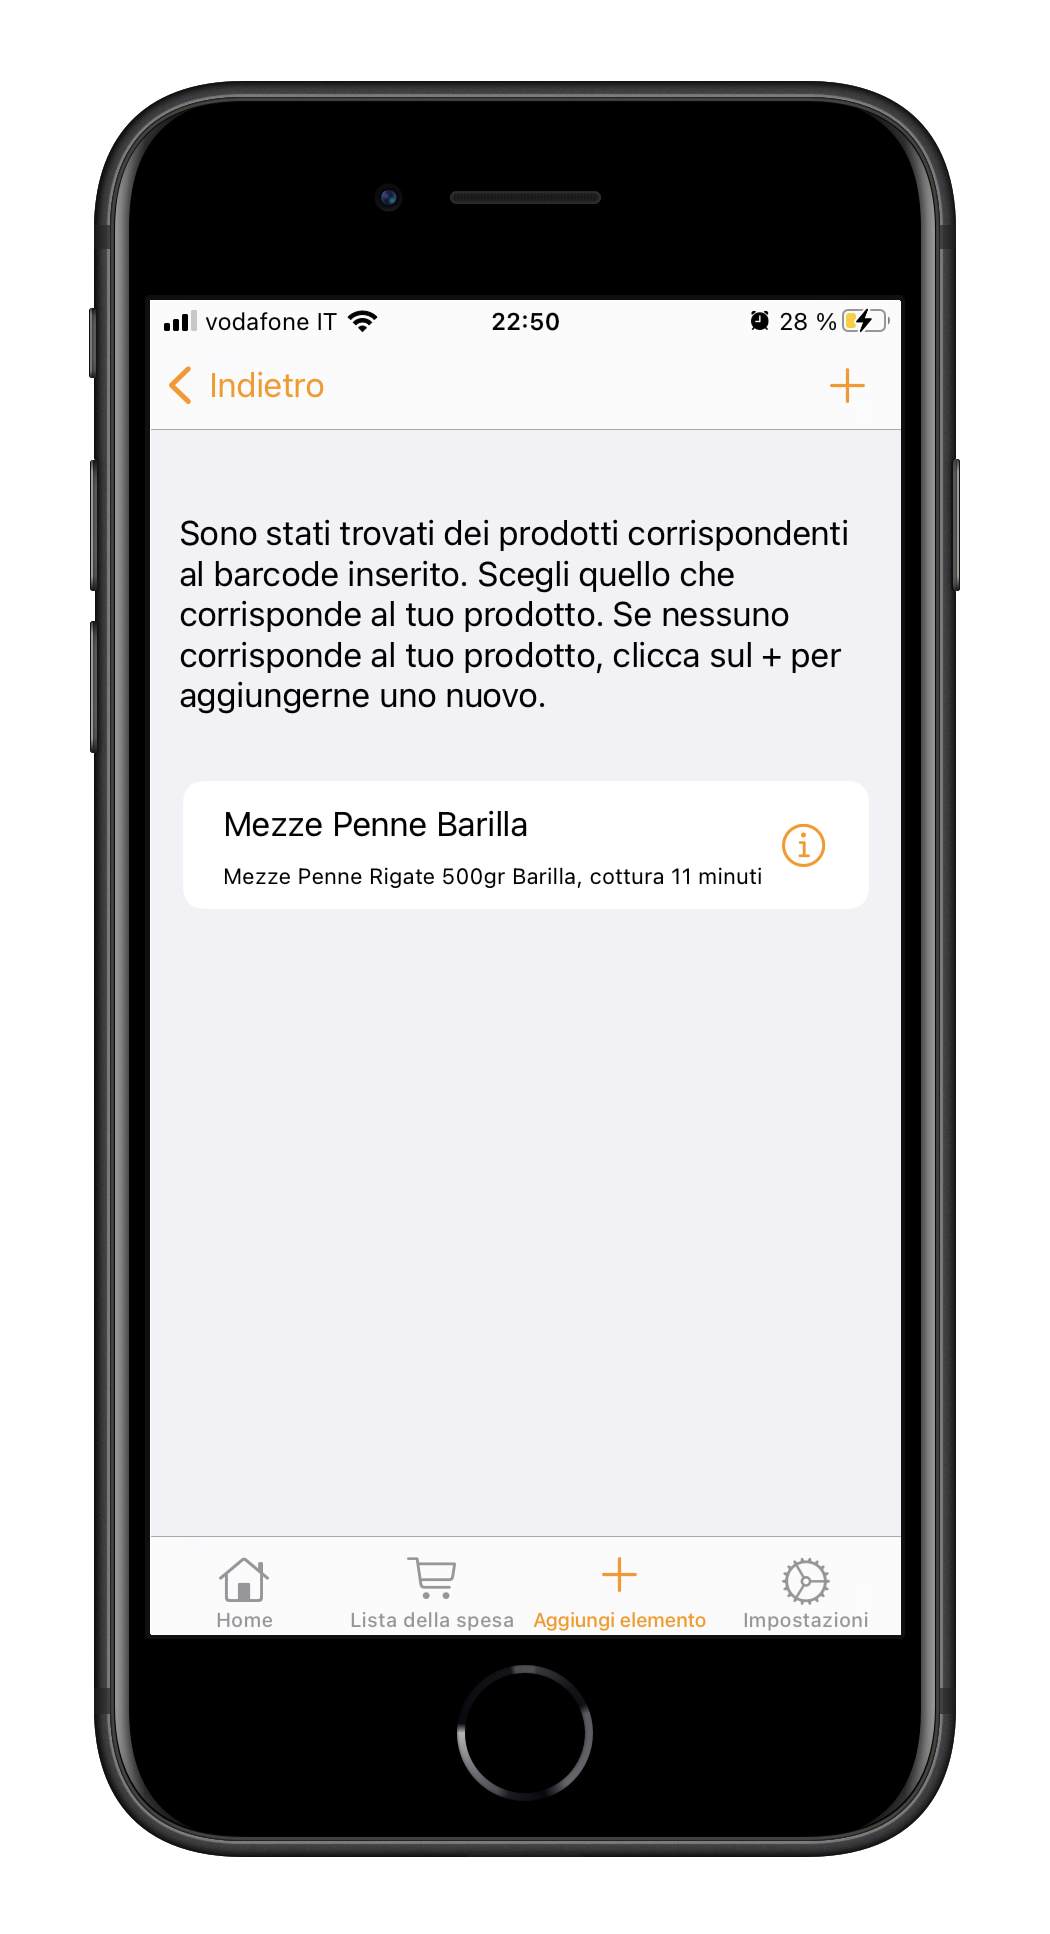 vodafone IT 22:50 28 %
Indietro
Sono stati trovati dei prodotti corrispondenti
al barcode inserito. Scegli quello che
corrisponde al tuo prodotto. Se nessuno
corrisponde al tuo prodotto, clicca sul + per
aggiungerne uno nuovo.
Mezze Penne Barilla
Mezze Penne Rigate 500gr Barilla, cottura 11 minuti
Home Lista della spesa Aggiungi elemento Impostazioni